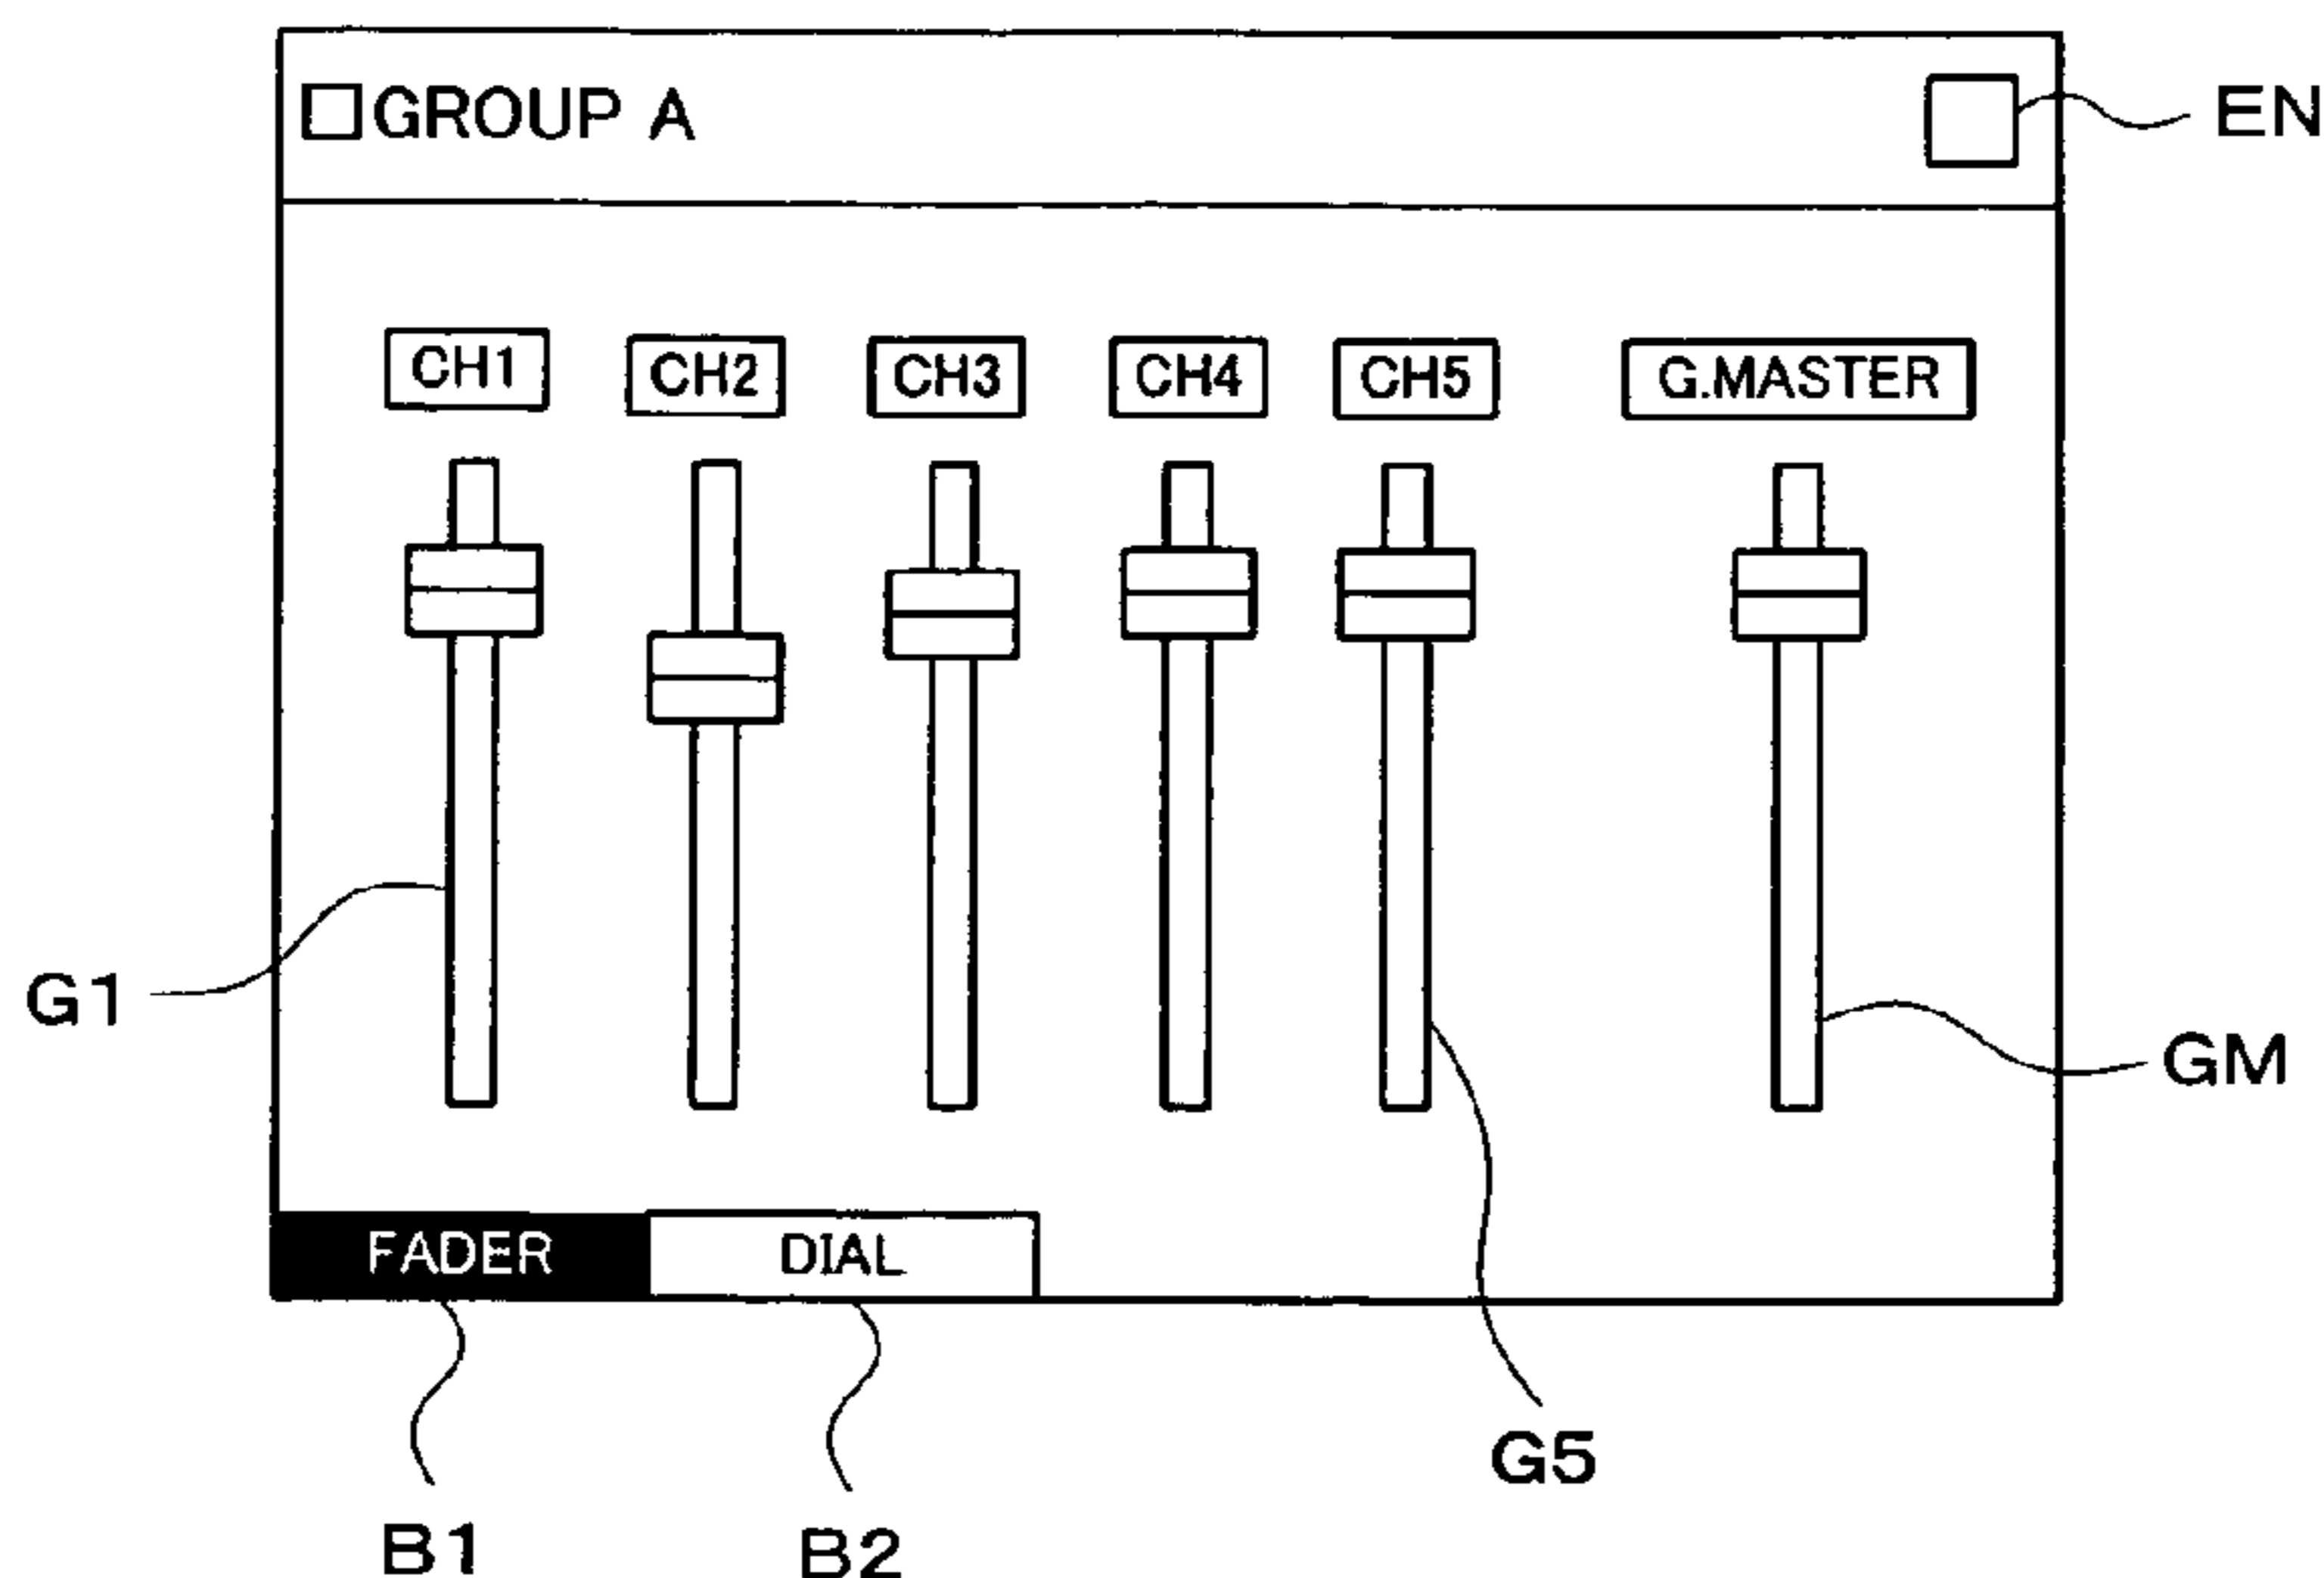 GROUP A
EN
CH1 CH2 CH3 CH4 CH5 G.MASTER
G1
GM
FADER DIAL
G5
B1 B2